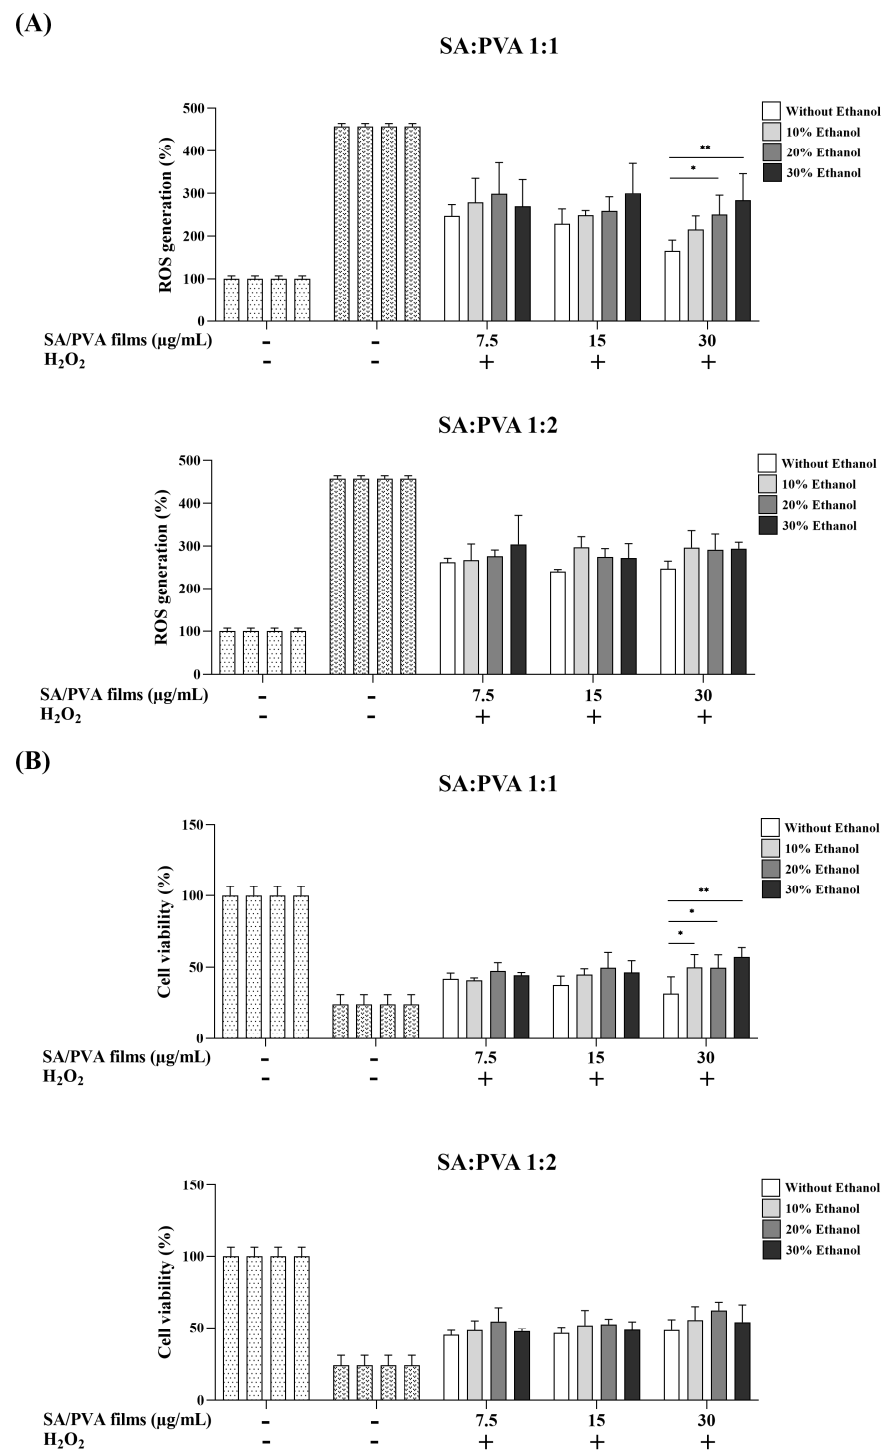 (A)
SA:PVA 1:1
ROS generation (%)
500
400
300
200
100
0
** 
*
Without Ethanol
10% Ethanol
20% Ethanol
30% Ethanol
SA/PVA films (µg/mL) - - 7.5 15 30
H₂O₂ - - + + +
SA:PVA 1:2
ROS generation (%)
500
400
300
200
100
0
Without Ethanol
10% Ethanol
20% Ethanol
30% Ethanol
SA/PVA films (µg/mL) - - 7.5 15 30
H₂O₂ - - + + +
(B)
SA:PVA 1:1
Cell viability (%)
150
100
50
0
**
*
*
Without Ethanol
10% Ethanol
20% Ethanol
30% Ethanol
SA/PVA films (µg/mL) - - 7.5 15 30
H₂O₂ - - + + +
SA:PVA 1:2
Cell viability (%)
150
100
50
0
Without Ethanol
10% Ethanol
20% Ethanol
30% Ethanol
SA/PVA films (µg/mL) - - 7.5 15 30
H₂O₂ - - + + +